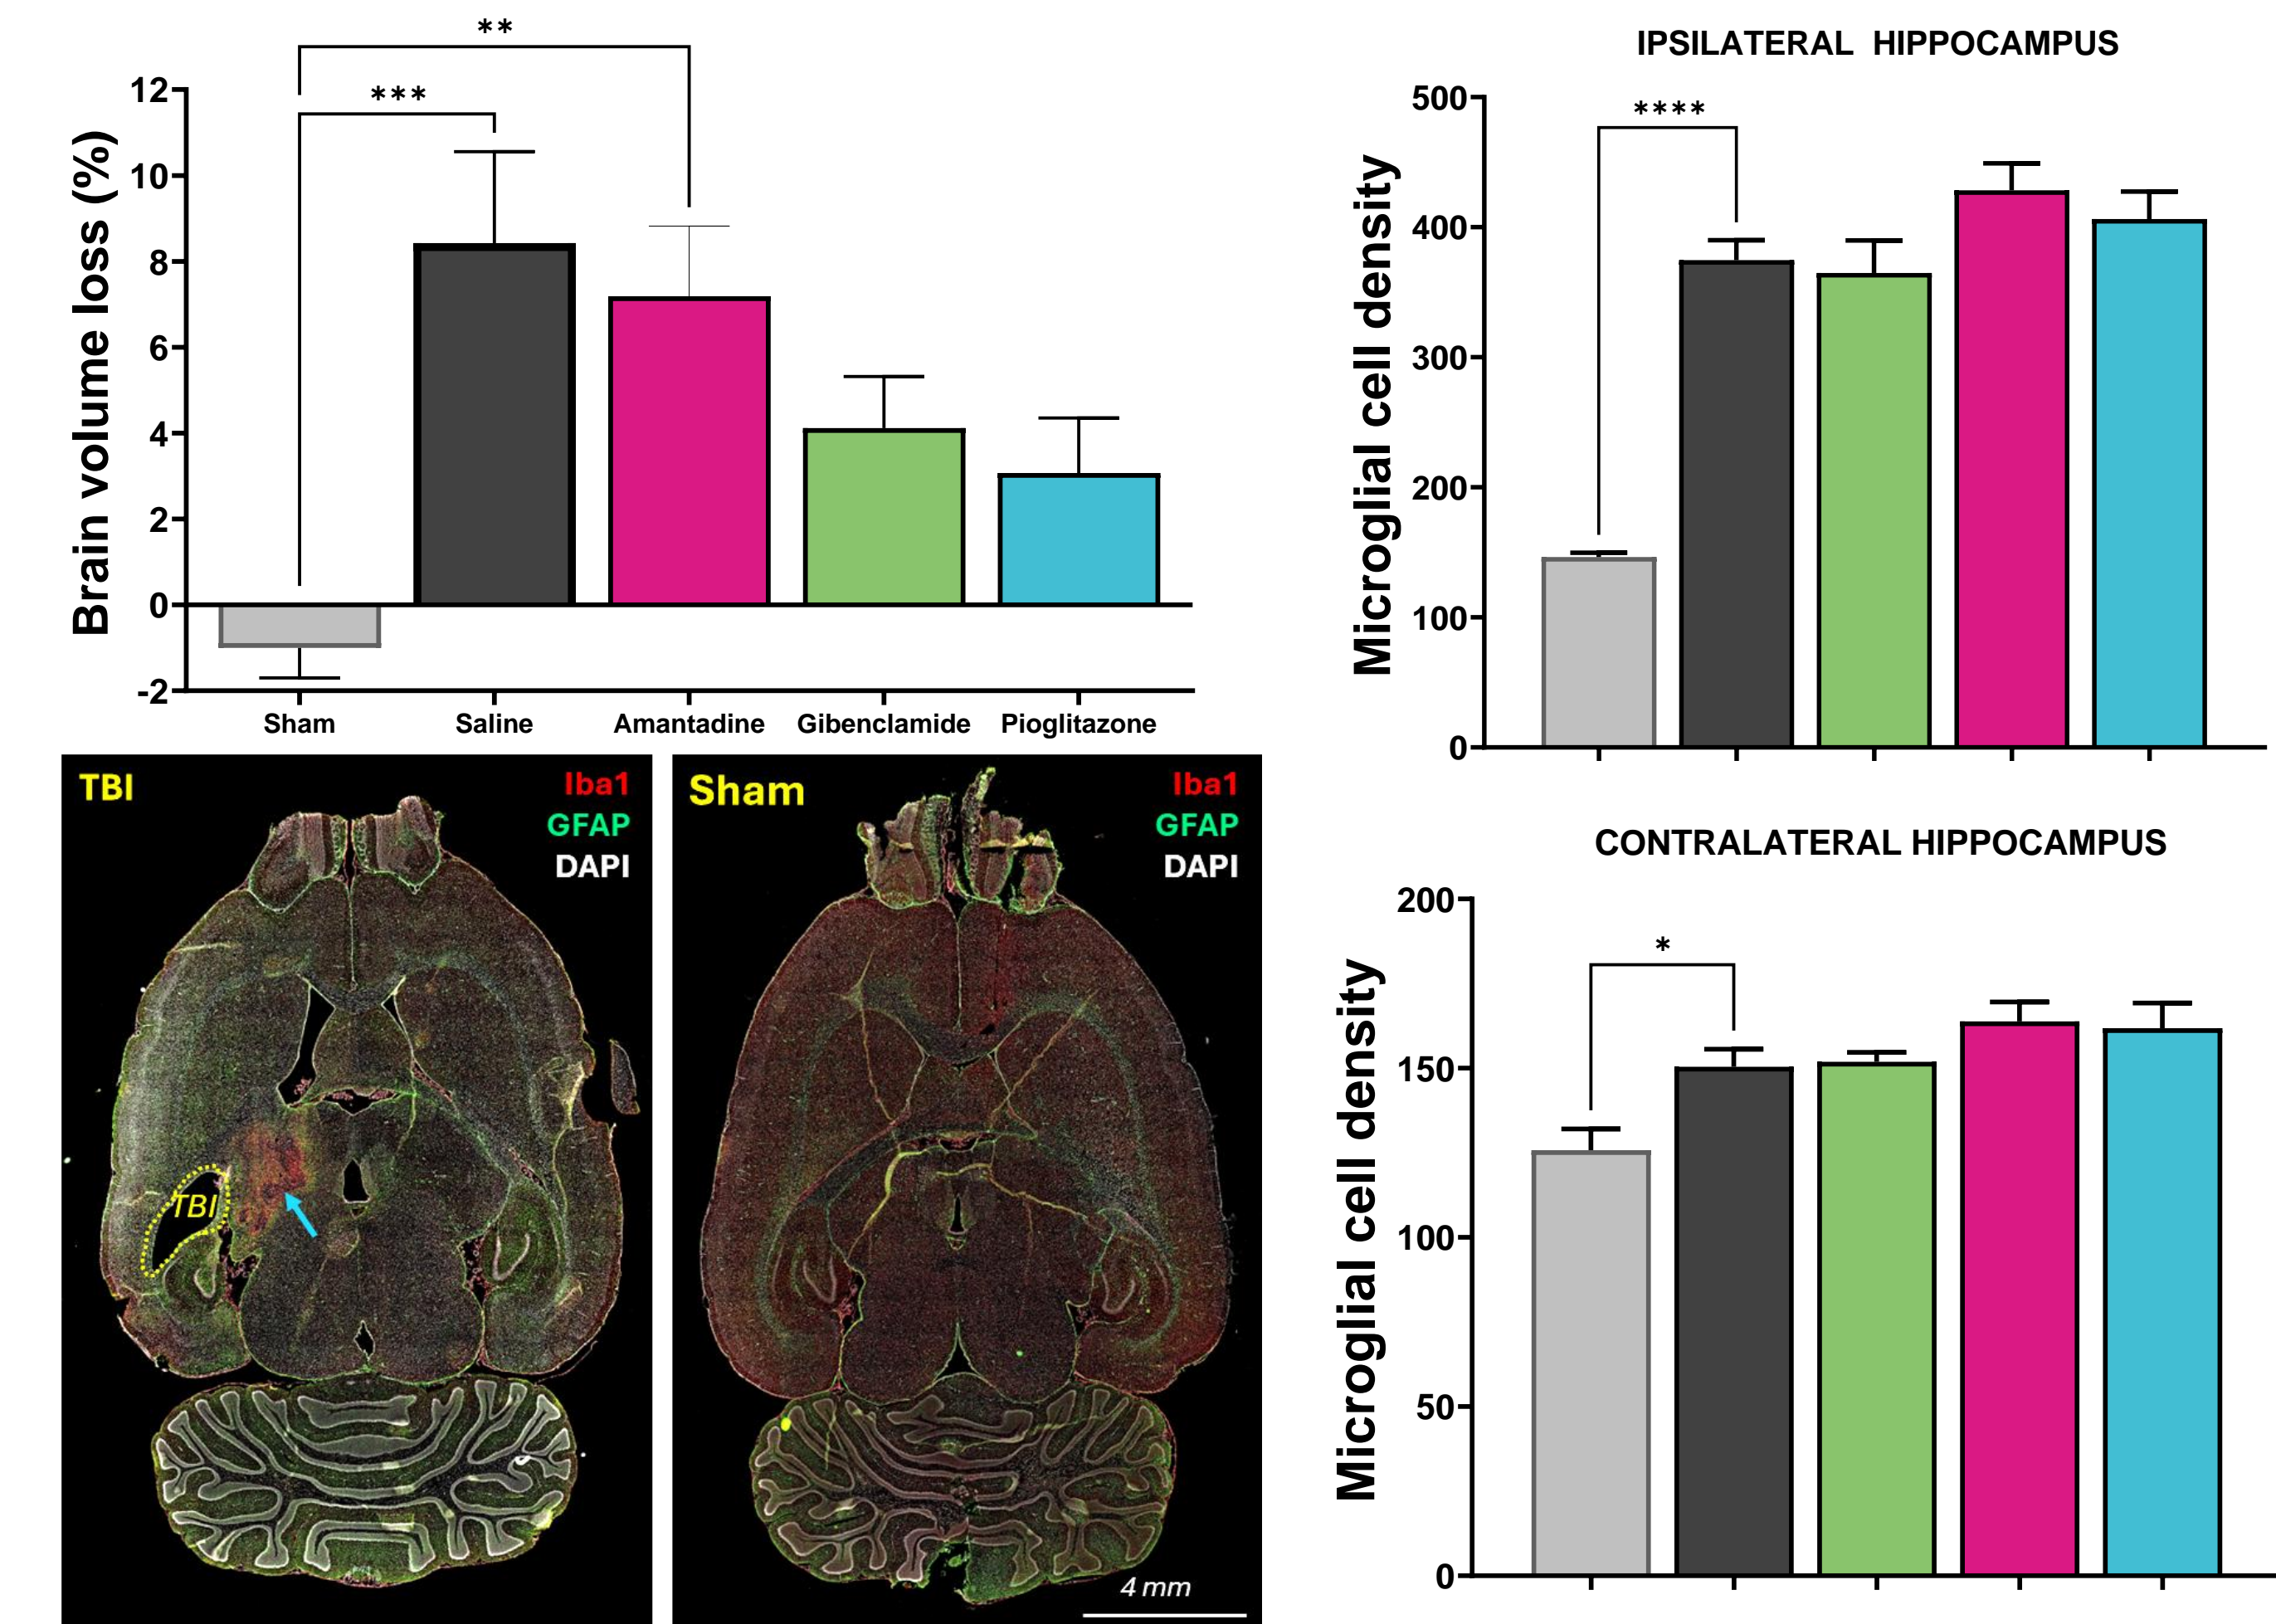 **
***
Brain volume loss (%)
12
10
8
6
4
2
0
-2
Sham Saline Amantadine Gibenclamide Pioglitazone
TBI
Iba1
GFAP
DAPI
TBI
Sham
Iba1
GFAP
DAPI
4 mm
IPSILATERAL HIPPOCAMPUS
****
Microglial cell density
500
400
300
200
100
0
CONTRALATERAL HIPPOCAMPUS
*
Microglial cell density
200
150
100
50
0